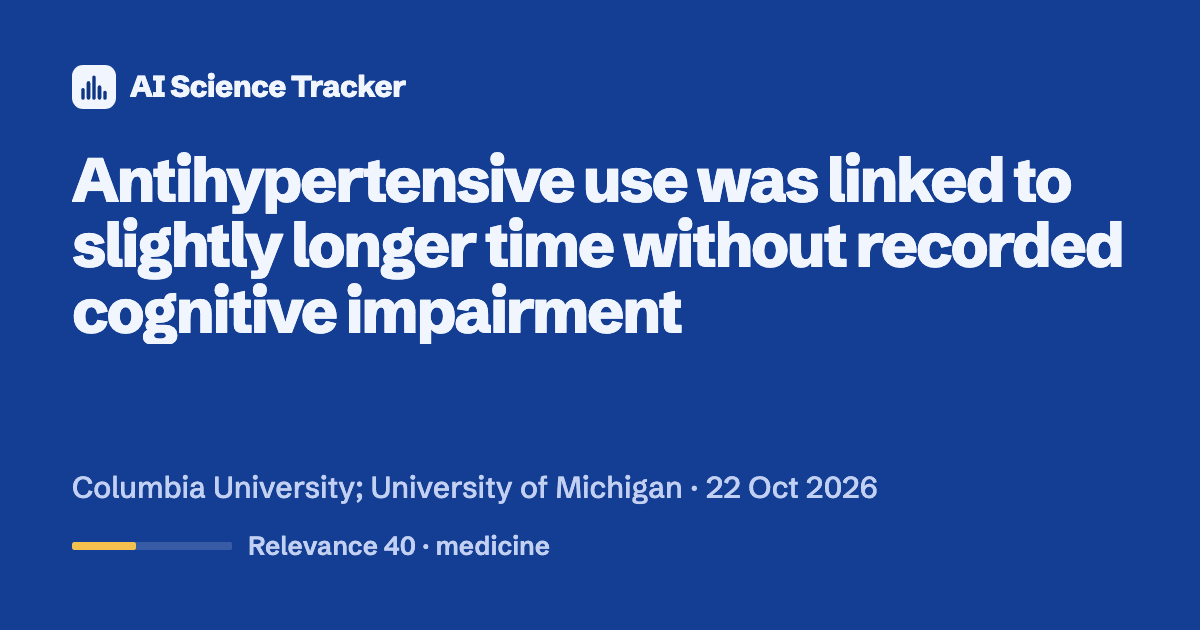 AI Science Tracker
Antihypertensive use was linked to
slightly longer time without recorded
cognitive impairment
Columbia University; University of Michigan · 22 Oct 2026
Relevance 40 · medicine